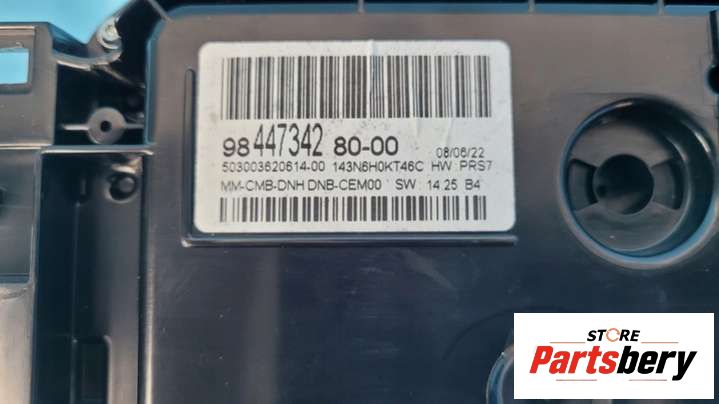 98 447342 80-00 08/06/22
503003620614-00 143N6H0KT46C HW PRS7
MM-CMB-DNH DNB-CEM00 SW 14 25 B4
STORE
Partsbery